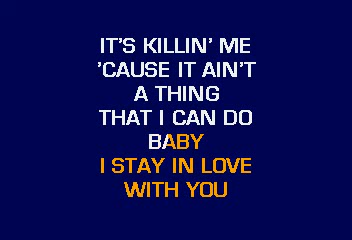 IT'S KILLIN' ME
'CAUSE IT AIN'T
A THING
THAT I CAN DO
BABY
I STAY IN LOVE
WITH YOU